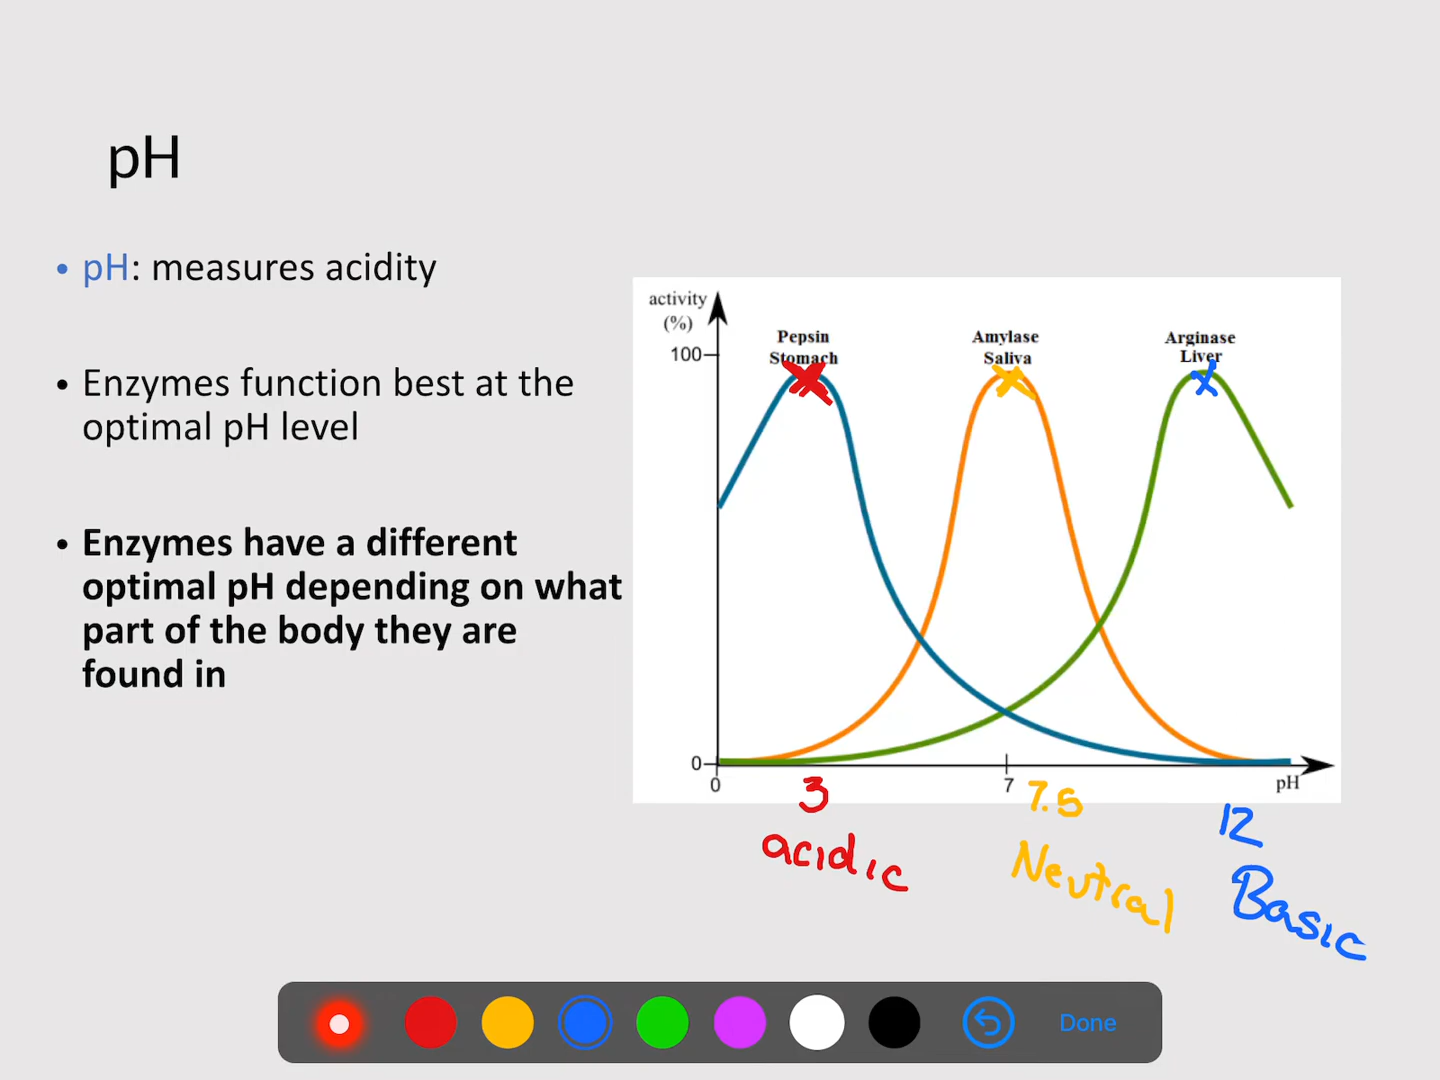 pH
• pH: measures acidity
• Enzymes function best at the
optimal pH level
• Enzymes have a different
optimal pH depending on what
part of the body they are
found in
activity
(%)
100
Pepsin
Stomach
Amylase
Saliva
Arginase
Liver
0
0
7
pH
3
7.5
12
acidic
Neutral
Basic
Done